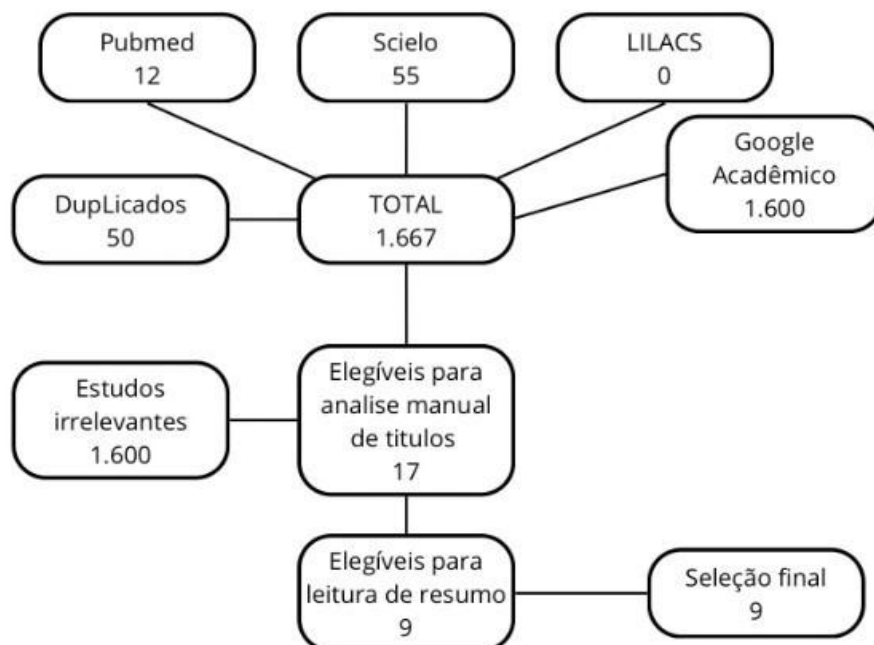 Pubmed
12
Scielo
55
LILACS
0
Google
Acadêmico
1.600
DupLicados
50
TOTAL
1.667
Estudos
irrelevantes
1.600
Elegíveis para
analise manual
de titulos
17
Elegíveis para
leitura de resumo
9
Seleção final
9